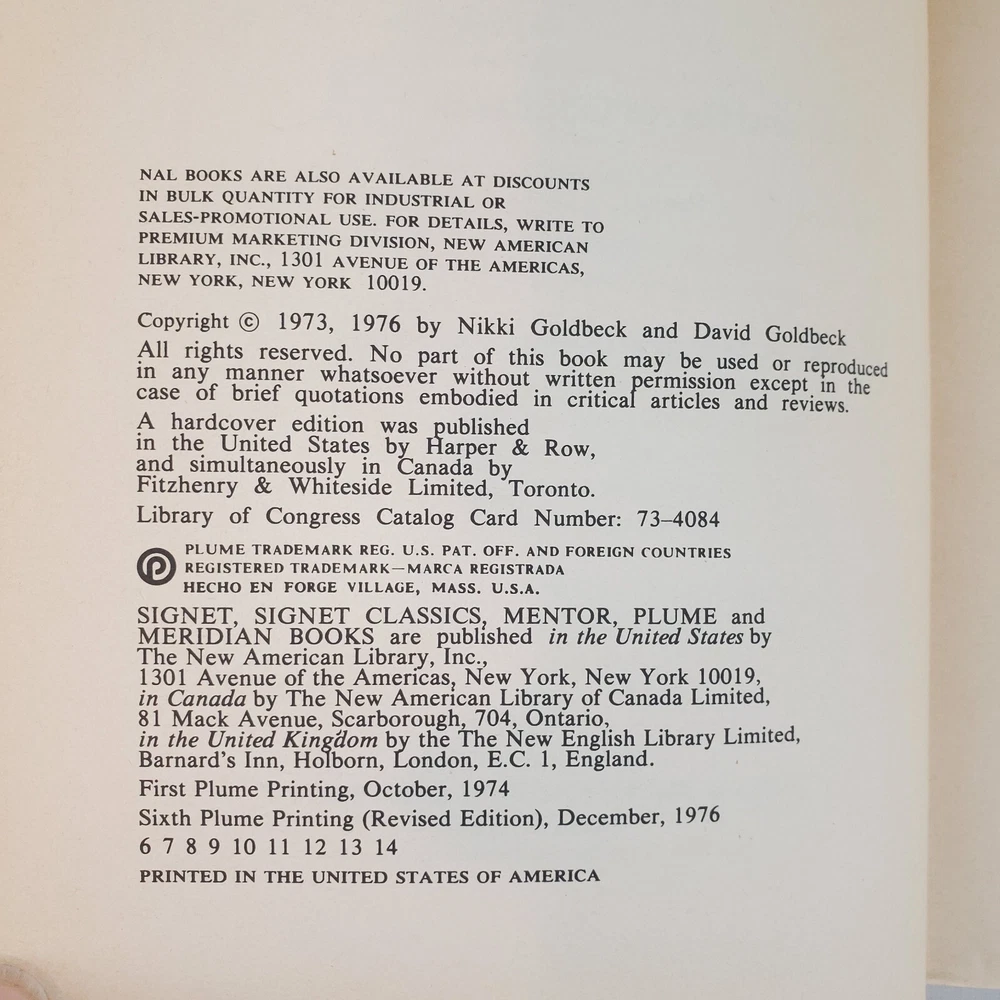 NAL BOOKS ARE ALSO AVAILABLE AT DISCOUNTS
IN BULK QUANTITY FOR INDUSTRIAL OR
SALES-PROMOTIONAL USE. FOR DETAILS, WRITE TO
PREMIUM MARKETING DIVISION, NEW AMERICAN
LIBRARY, INC., 1301 AVENUE OF THE AMERICAS,
NEW YORK, NEW YORK 10019.
Copyright © 1973, 1976 by Nikki Goldbeck and David Goldbeck
All rights reserved. No part of this book may be used or reproduced
in any manner whatsoever without written permission except in the
case of brief quotations embodied in critical articles and reviews.
A hardcover edition was published
in the United States by Harper & Row,
and simultaneously in Canada by
Fitzhenry & Whiteside Limited, Toronto.
Library of Congress Catalog Card Number: 73–4084
PLUME TRADEMARK REG. U.S. PAT. OFF. AND FOREIGN COUNTRIES
REGISTERED TRADEMARK—MARCA REGISTRADA
HECHO EN FORGE VILLAGE, MASS. U.S.A.
SIGNET, SIGNET CLASSICS, MENTOR, PLUME and
MERIDIAN BOOKS are published in the United States by
The New American Library, Inc.,
1301 Avenue of the Americas, New York, New York 10019,
in Canada by The New American Library of Canada Limited,
81 Mack Avenue, Scarborough, 704, Ontario,
in the United Kingdom by the The New English Library Limited,
Barnard's Inn, Holborn, London, E.C. 1, England.
First Plume Printing, October, 1974
Sixth Plume Printing (Revised Edition), December, 1976
6 7 8 9 10 11 12 13 14
PRINTED IN THE UNITED STATES OF AMERICA